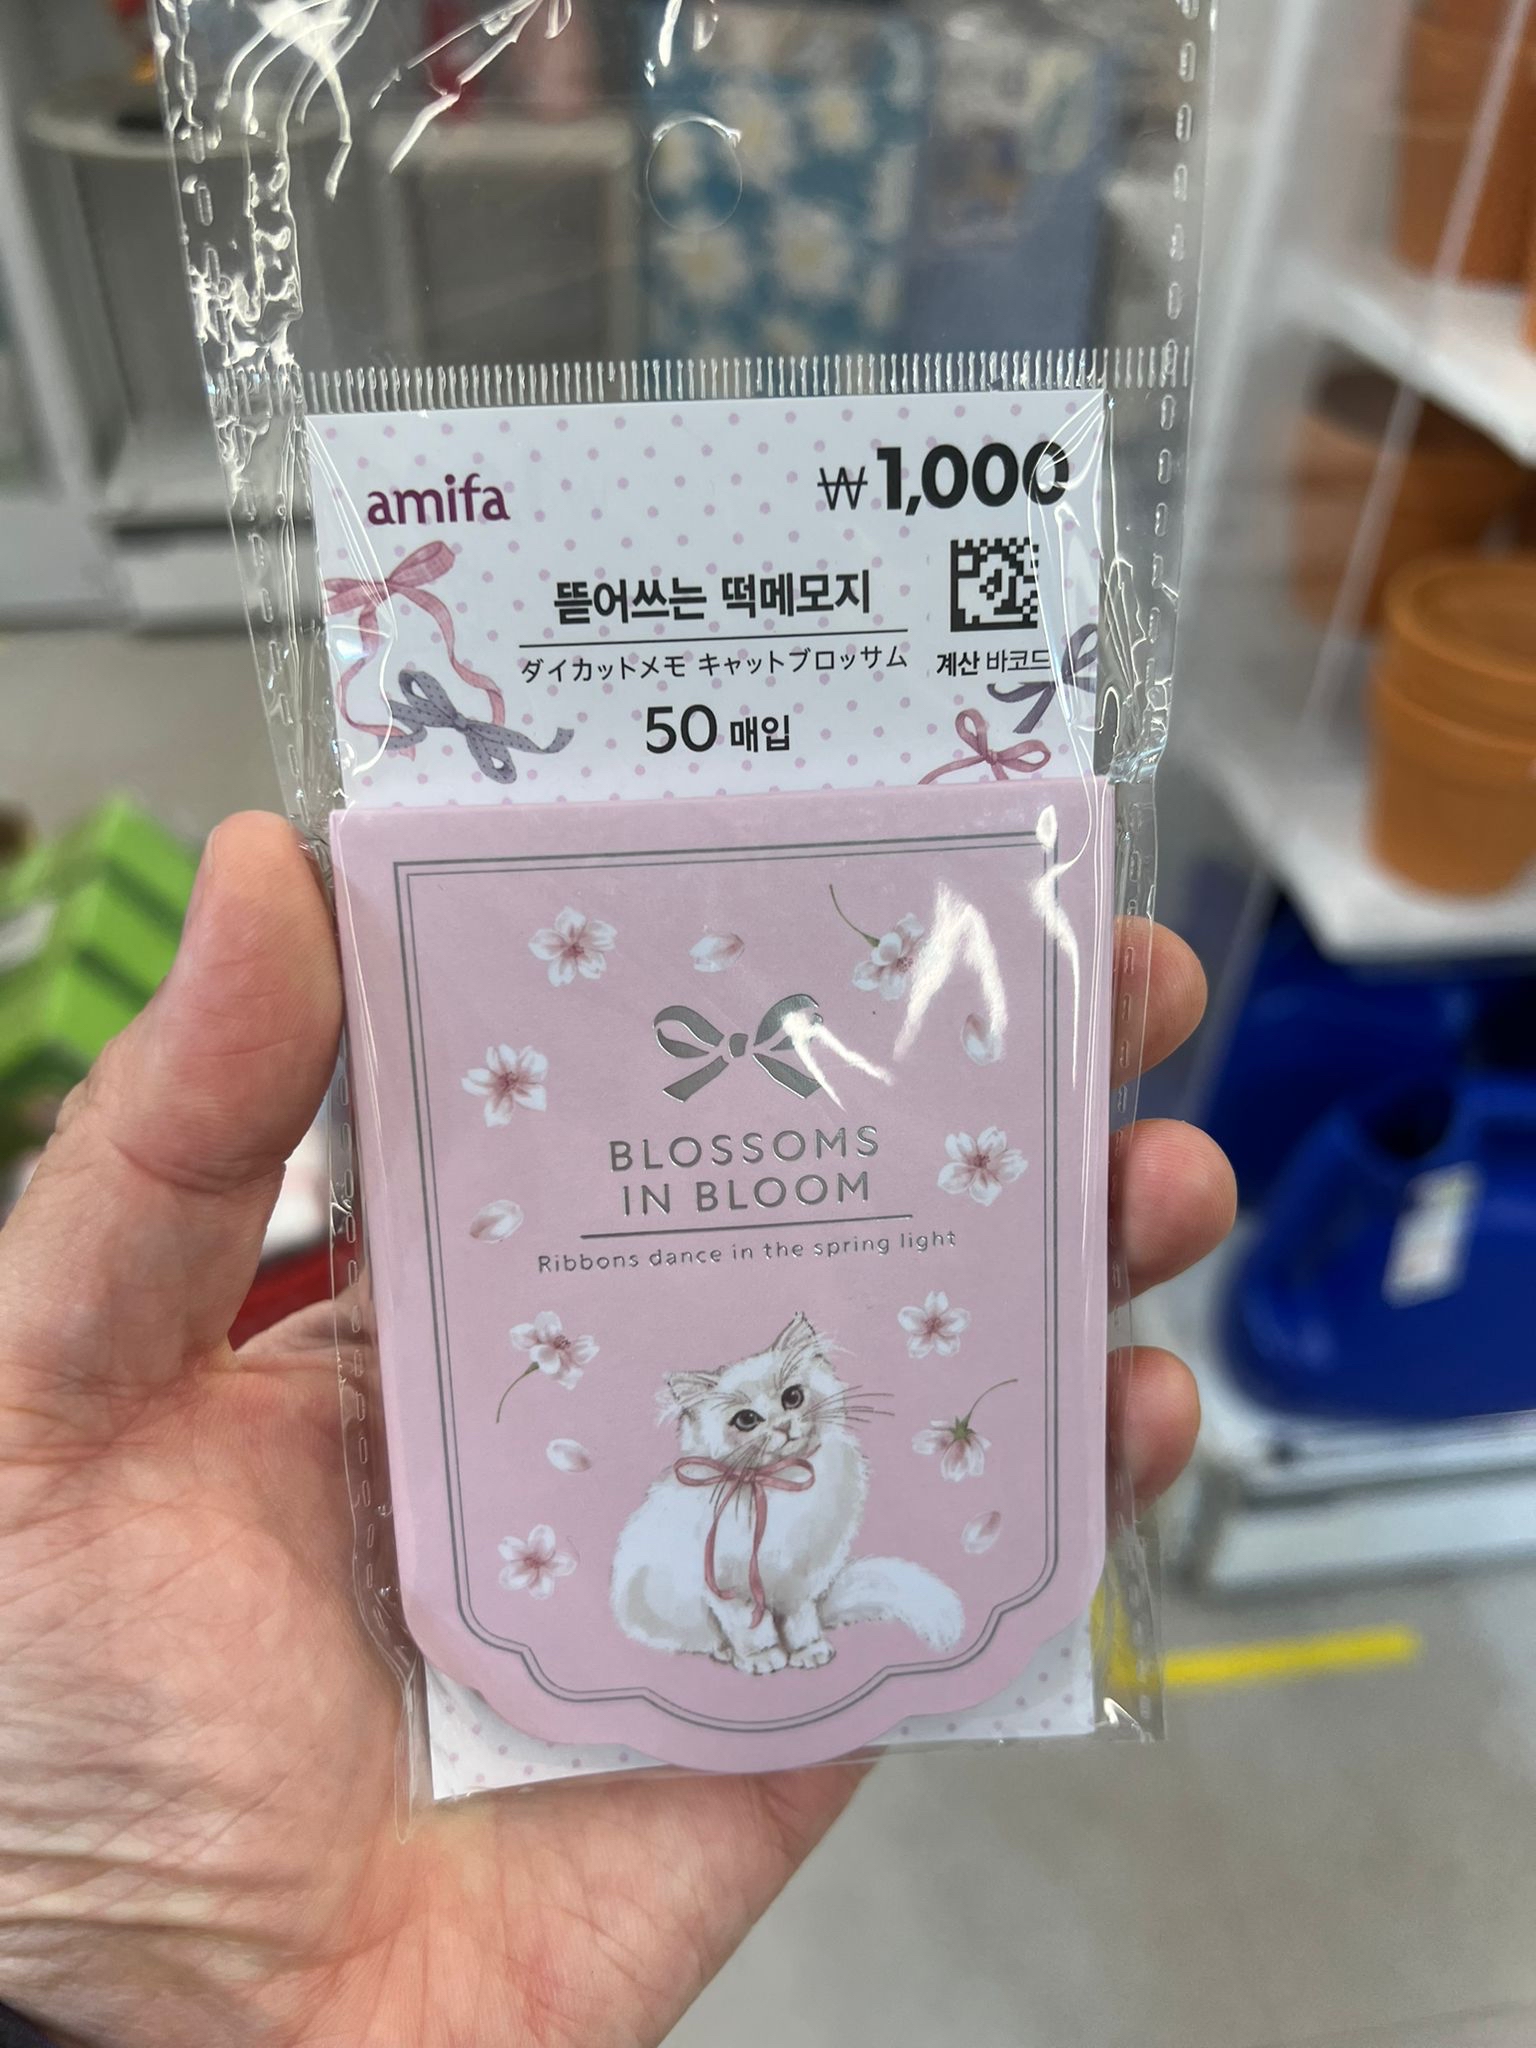 amifa
₩1,000
뜯어쓰는 떡메모지
ダイカットメモ キャットブロッサム
계산 바코드
50 매입
BLOSSOMS
IN BLOOM
Ribbons dance in the spring light